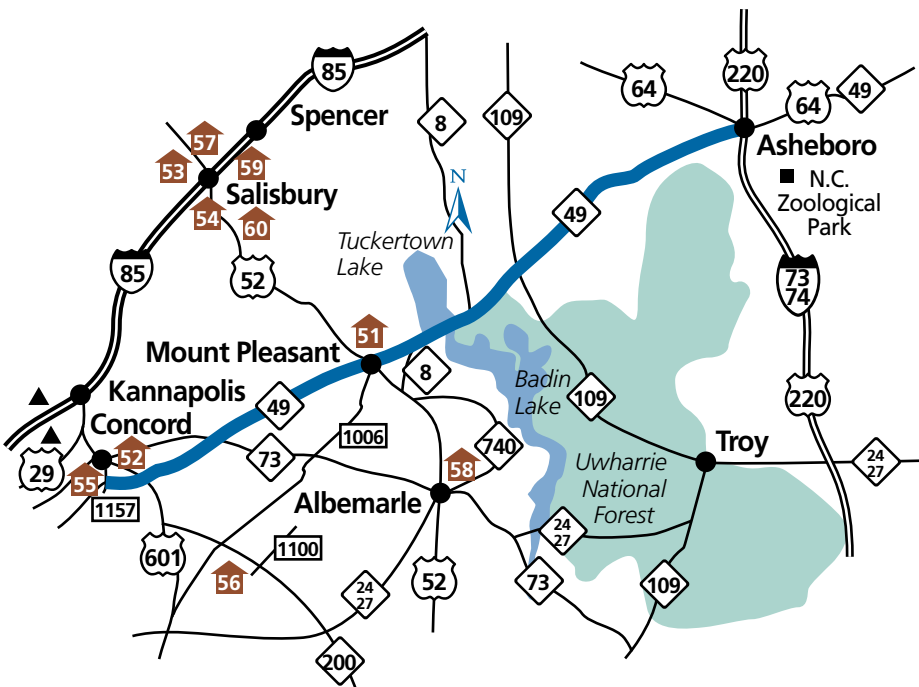 85
Spencer
57
53
59
Salisbury
54
60
85
52
8
109
64
220
64
49
Asheboro
N.C.
Zoological
Park
N
49
Tuckertown
Lake
73
74
51
Mount Pleasant
Kannapolis
Concord
49
8
Badin
Lake
109
220
29
52
55
1157
73
1006
740
58
Albemarle
Uwharrie
National
Forest
Troy
24
27
601
1100
56
24
27
52
24
27
73
109
200